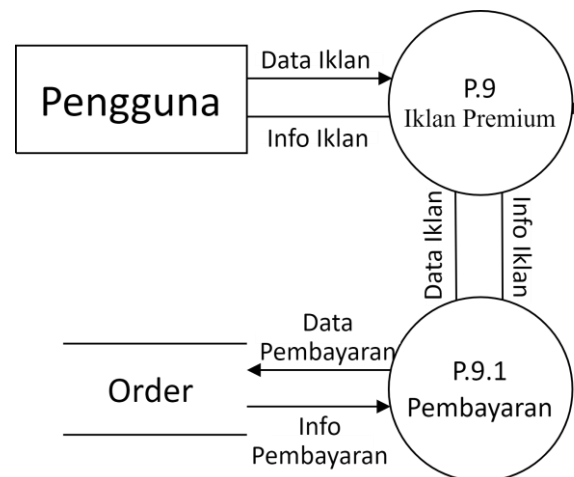 Pengguna
Data Iklan
Info Iklan
P.9
Iklan Premium
Data Iklan
Info Iklan
Data
Pembayaran
Order
Info
Pembayaran
P.9.1
Pembayaran